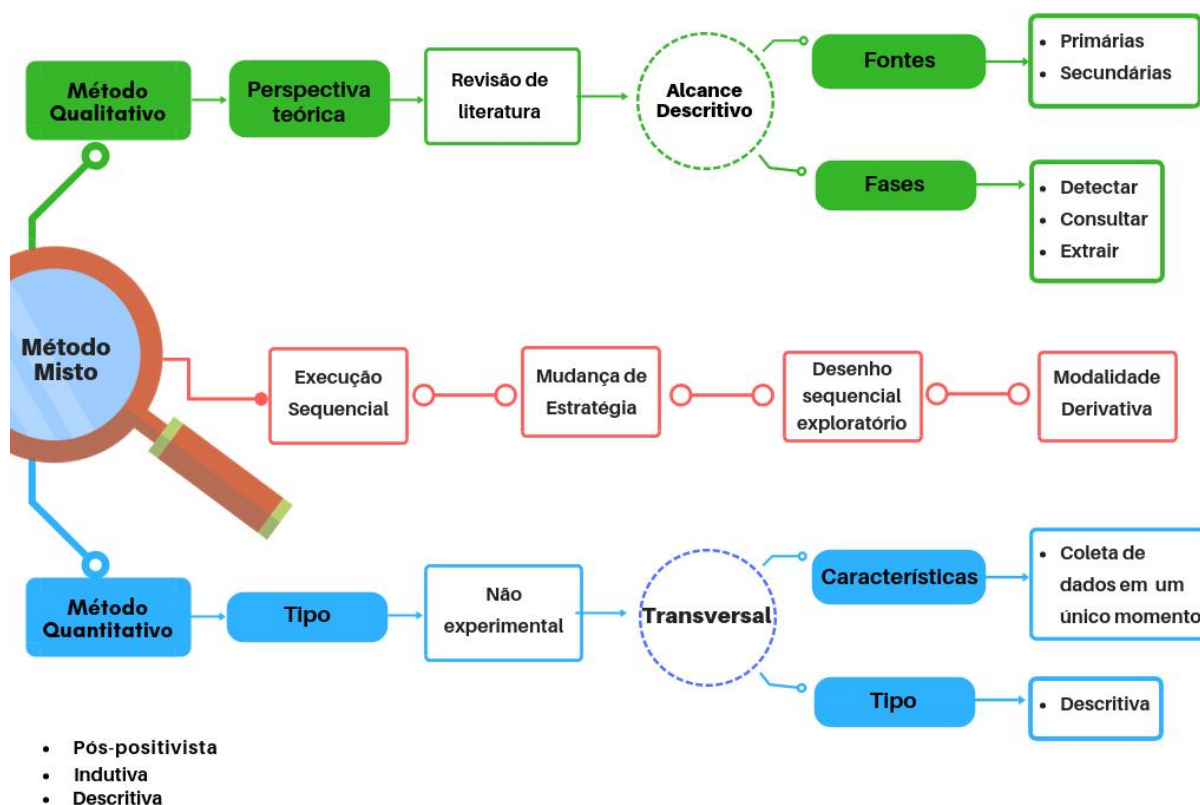 Método
Qualitativo
Perspectiva
teórica
Revisão de
literatura
Alcance
Descritivo
Fontes
• Primárias
• Secundárias
Fases
• Detectar
• Consultar
• Extrair
Método
Misto
Execução
Sequencial
Mudança de
Estratégia
Desenho
sequencial
exploratório
Modalidade
Derivativa
Método
Quantitativo
Tipo
Não
experimental
Transversal
Característícas
• Coleta de
dados em um
único momento
Tipo
• Descritiva
• Pós-positivista
• Indutiva
• Descritiva